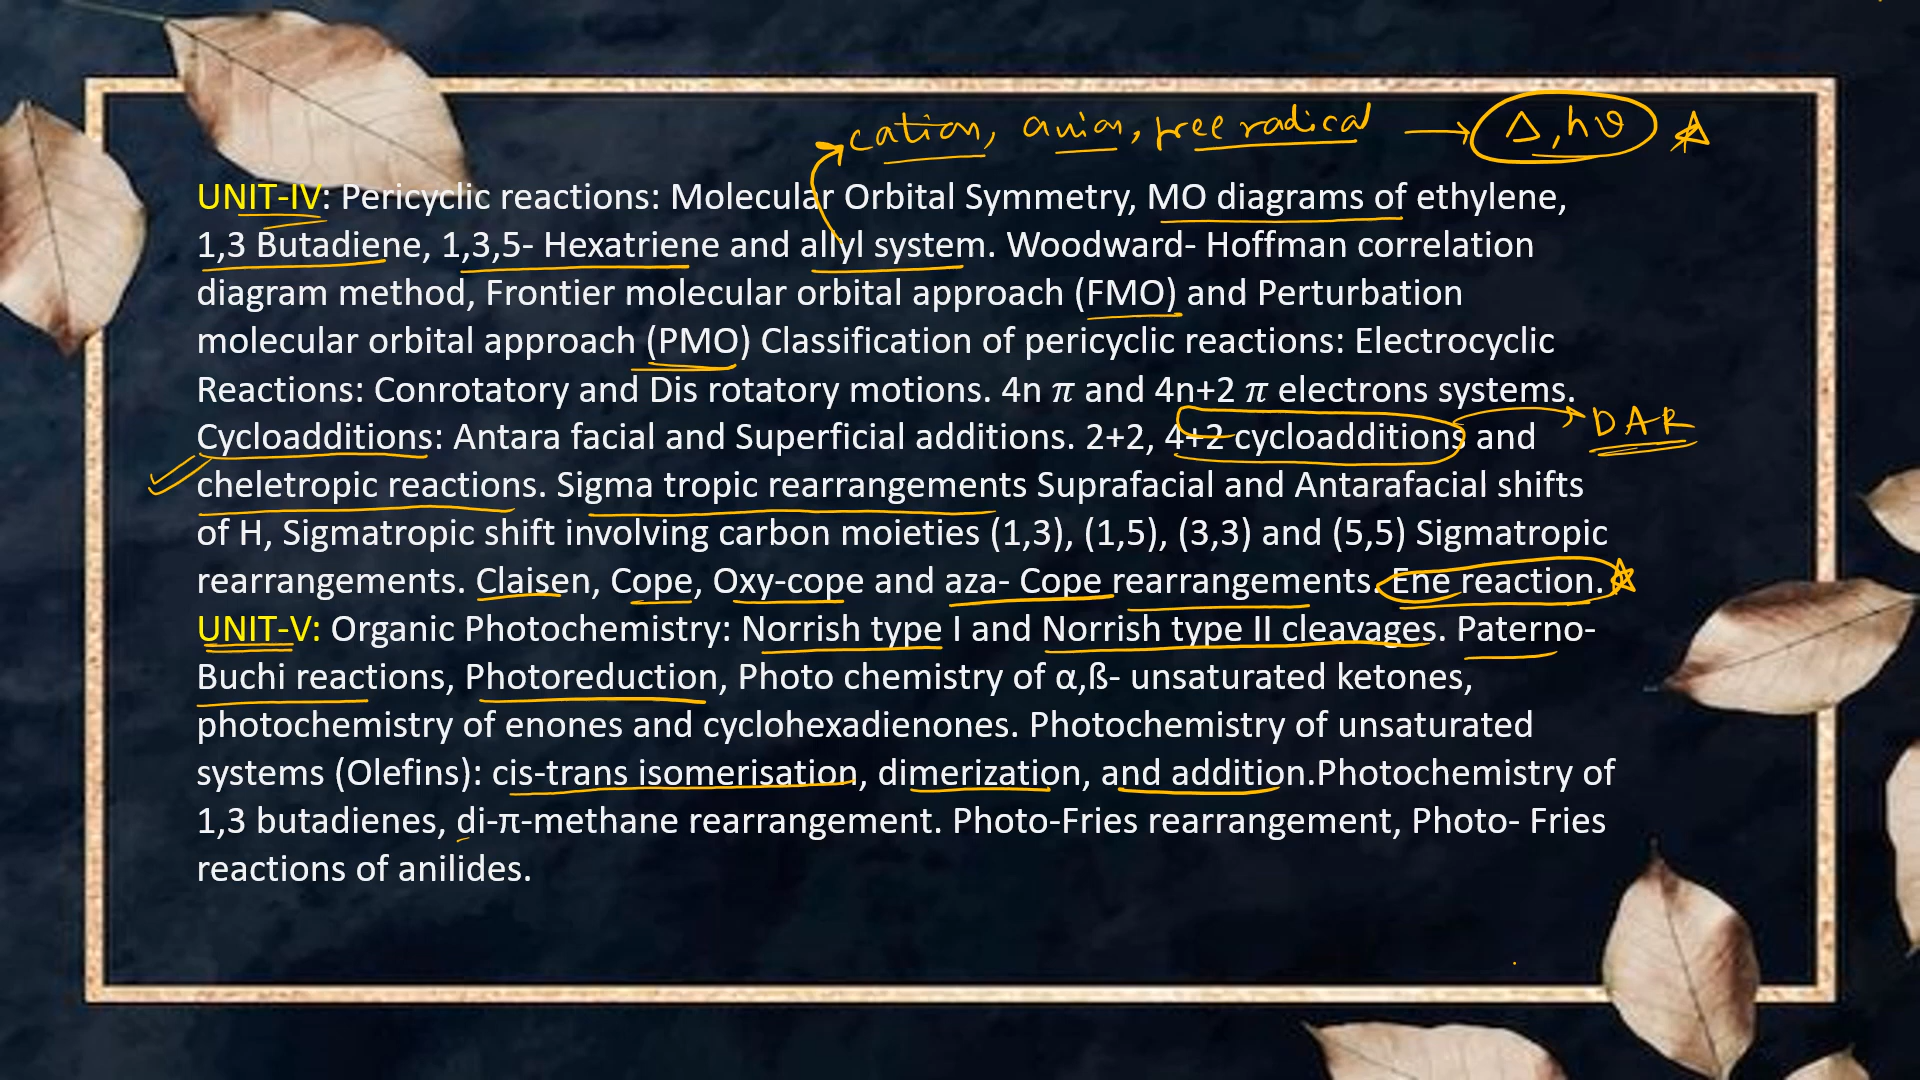 cation, anion, free radical → Δ, hν
UNIT-IV: Pericyclic reactions: Molecular Orbital Symmetry, MO diagrams of ethylene,
1,3 Butadiene, 1,3,5- Hexatriene and allyl system. Woodward- Hoffman correlation
diagram method, Frontier molecular orbital approach (FMO) and Perturbation
molecular orbital approach (PMO) Classification of pericyclic reactions: Electrocyclic
Reactions: Conrotatory and Dis rotatory motions. 4n π and 4n+2 π electrons systems.
Cycloadditions: Antara facial and Superficial additions. 2+2, 4+2 cycloadditions and
DAR
cheletropic reactions. Sigma tropic rearrangements Suprafacial and Antarafacial shifts
of H, Sigmatropic shift involving carbon moieties (1,3), (1,5), (3,3) and (5,5) Sigmatropic
rearrangements. Claisen, Cope, Oxy-cope and aza- Cope rearrangements. Ene reaction.
UNIT-V: Organic Photochemistry: Norrish type I and Norrish type II cleavages. Paterno-
Buchi reactions, Photoreduction, Photo chemistry of α,ß- unsaturated ketones,
photochemistry of enones and cyclohexadienones. Photochemistry of unsaturated
systems (Olefins): cis-trans isomerisation, dimerization, and addition.Photochemistry of
1,3 butadienes, di-π-methane rearrangement. Photo-Fries rearrangement, Photo- Fries
reactions of anilides.